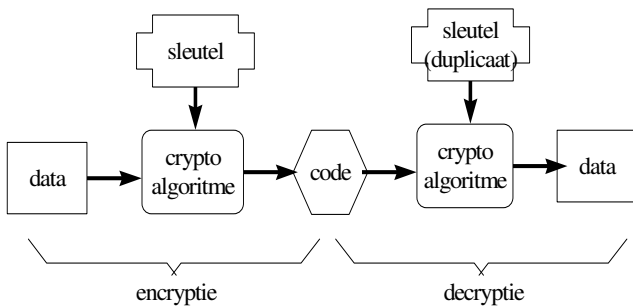 sleutel
sleutel
(duplicaat)
data
crypto
algoritme
code
crypto
algoritme
data
encryptie
decryptie